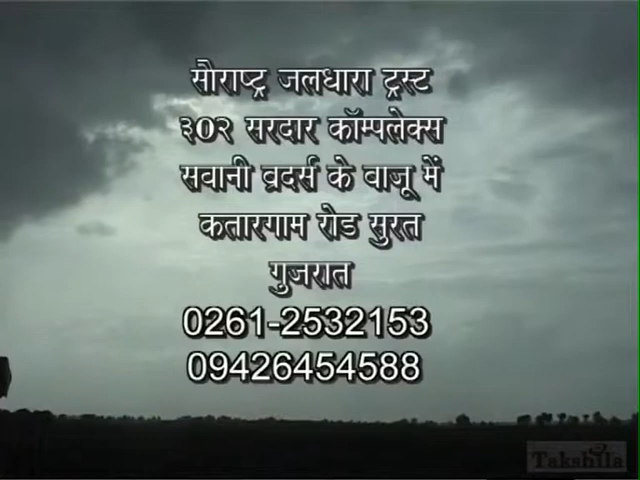 सौराष्ट्र जलधारा ट्रस्ट
३०२ सरदार कॉम्पलेक्स
सवानी व्रदर्स के वाजू में
कतारगाम रोड सुरत
गुजरात
0261-2532153
09426454588
Takshila